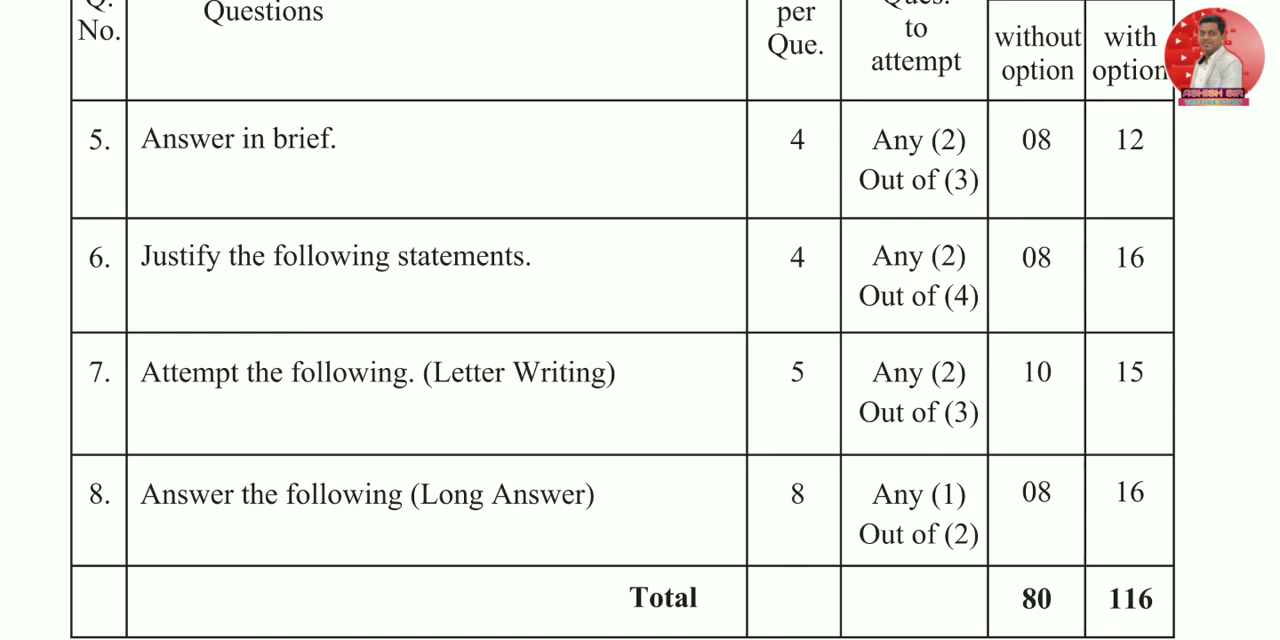 Q.
No.
Questions
per
Que.
Ques.
to
attempt
without
option
with
option
5. Answer in brief. 4 Any (2) 08 12
Out of (3)
6. Justify the following statements. 4 Any (2) 08 16
Out of (4)
7. Attempt the following. (Letter Writing) 5 Any (2) 10 15
Out of (3)
8. Answer the following (Long Answer) 8 Any (1) 08 16
Out of (2)
Total 80 116
ASHISH SIR